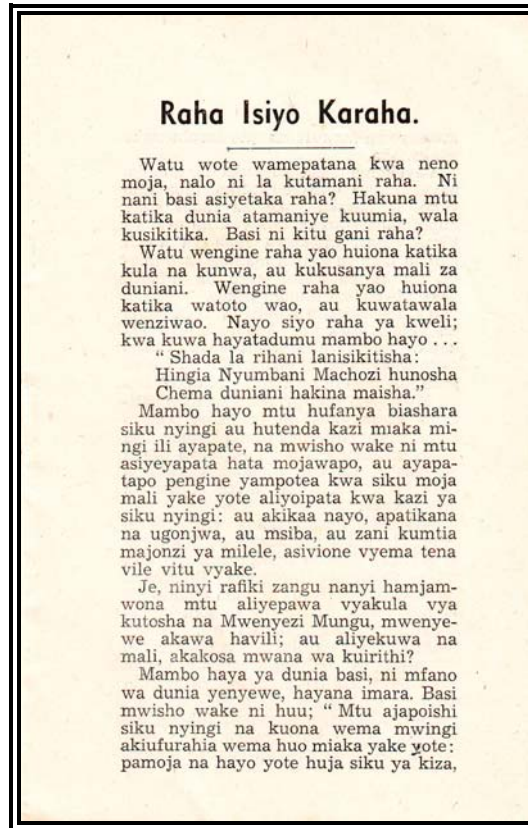 Raha Isiyo Karaha.
Watu wote wamepatana kwa neno
moja, nalo ni la kutamani raha. Ni
nani basi asiyetaka raha? Hakuna mtu
katika dunia atamaniye kuumia, wala
kusikitika. Basi ni kitu gani raha?
Watu wengine raha yao huiona katika
kula na kunwa, au kukusanya mali za
duniani. Wengine raha yao huiona
katika watoto wao, au kuwatawala
wenziwao. Nayo siyo raha ya kweli;
kwa kuwa hayatadumu mambo hayo ...
“ Shada la rihani lanisikitisha:
Hingia Nyumbani Machozi hunosha
Chema duniani hakina maisha.”
Mambo hayo mtu hufanya biashara
siku nyingi au hutenda kazi miaka mi-
ngi ili ayapate, na mwisho wake ni mtu
asiyeyapata hata mojawapo, au ayapa-
tapo pengine yampotea kwa siku moja
mali yake yote aliyoipata kwa kazi ya
siku nyingi: au akikaa nayo, apatikana
na ugonjwa, au msiba, au zani kumtia
majonzi ya milele, asivione vyema tena
vile vitu vyake.
Je, ninyi rafiki zangu nanyi hamjam-
wona mtu aliyepawa vyakula vya
kutosha na Mwenyezi Mungu, mwenye-
we akawa havili; au aliyekuwa na
mali, akakosa mwana wa kuirithi?
Mambo haya ya dunia basi, ni mfano
wa dunia yenyewe, hayana imara. Basi
mwisho wake ni huu; “ Mtu ajapoishi
siku nyingi na kuona wema mwingi
akiufurahia wema huo miaka yake yote:
pamoja na hayo yote huja siku ya kiza,